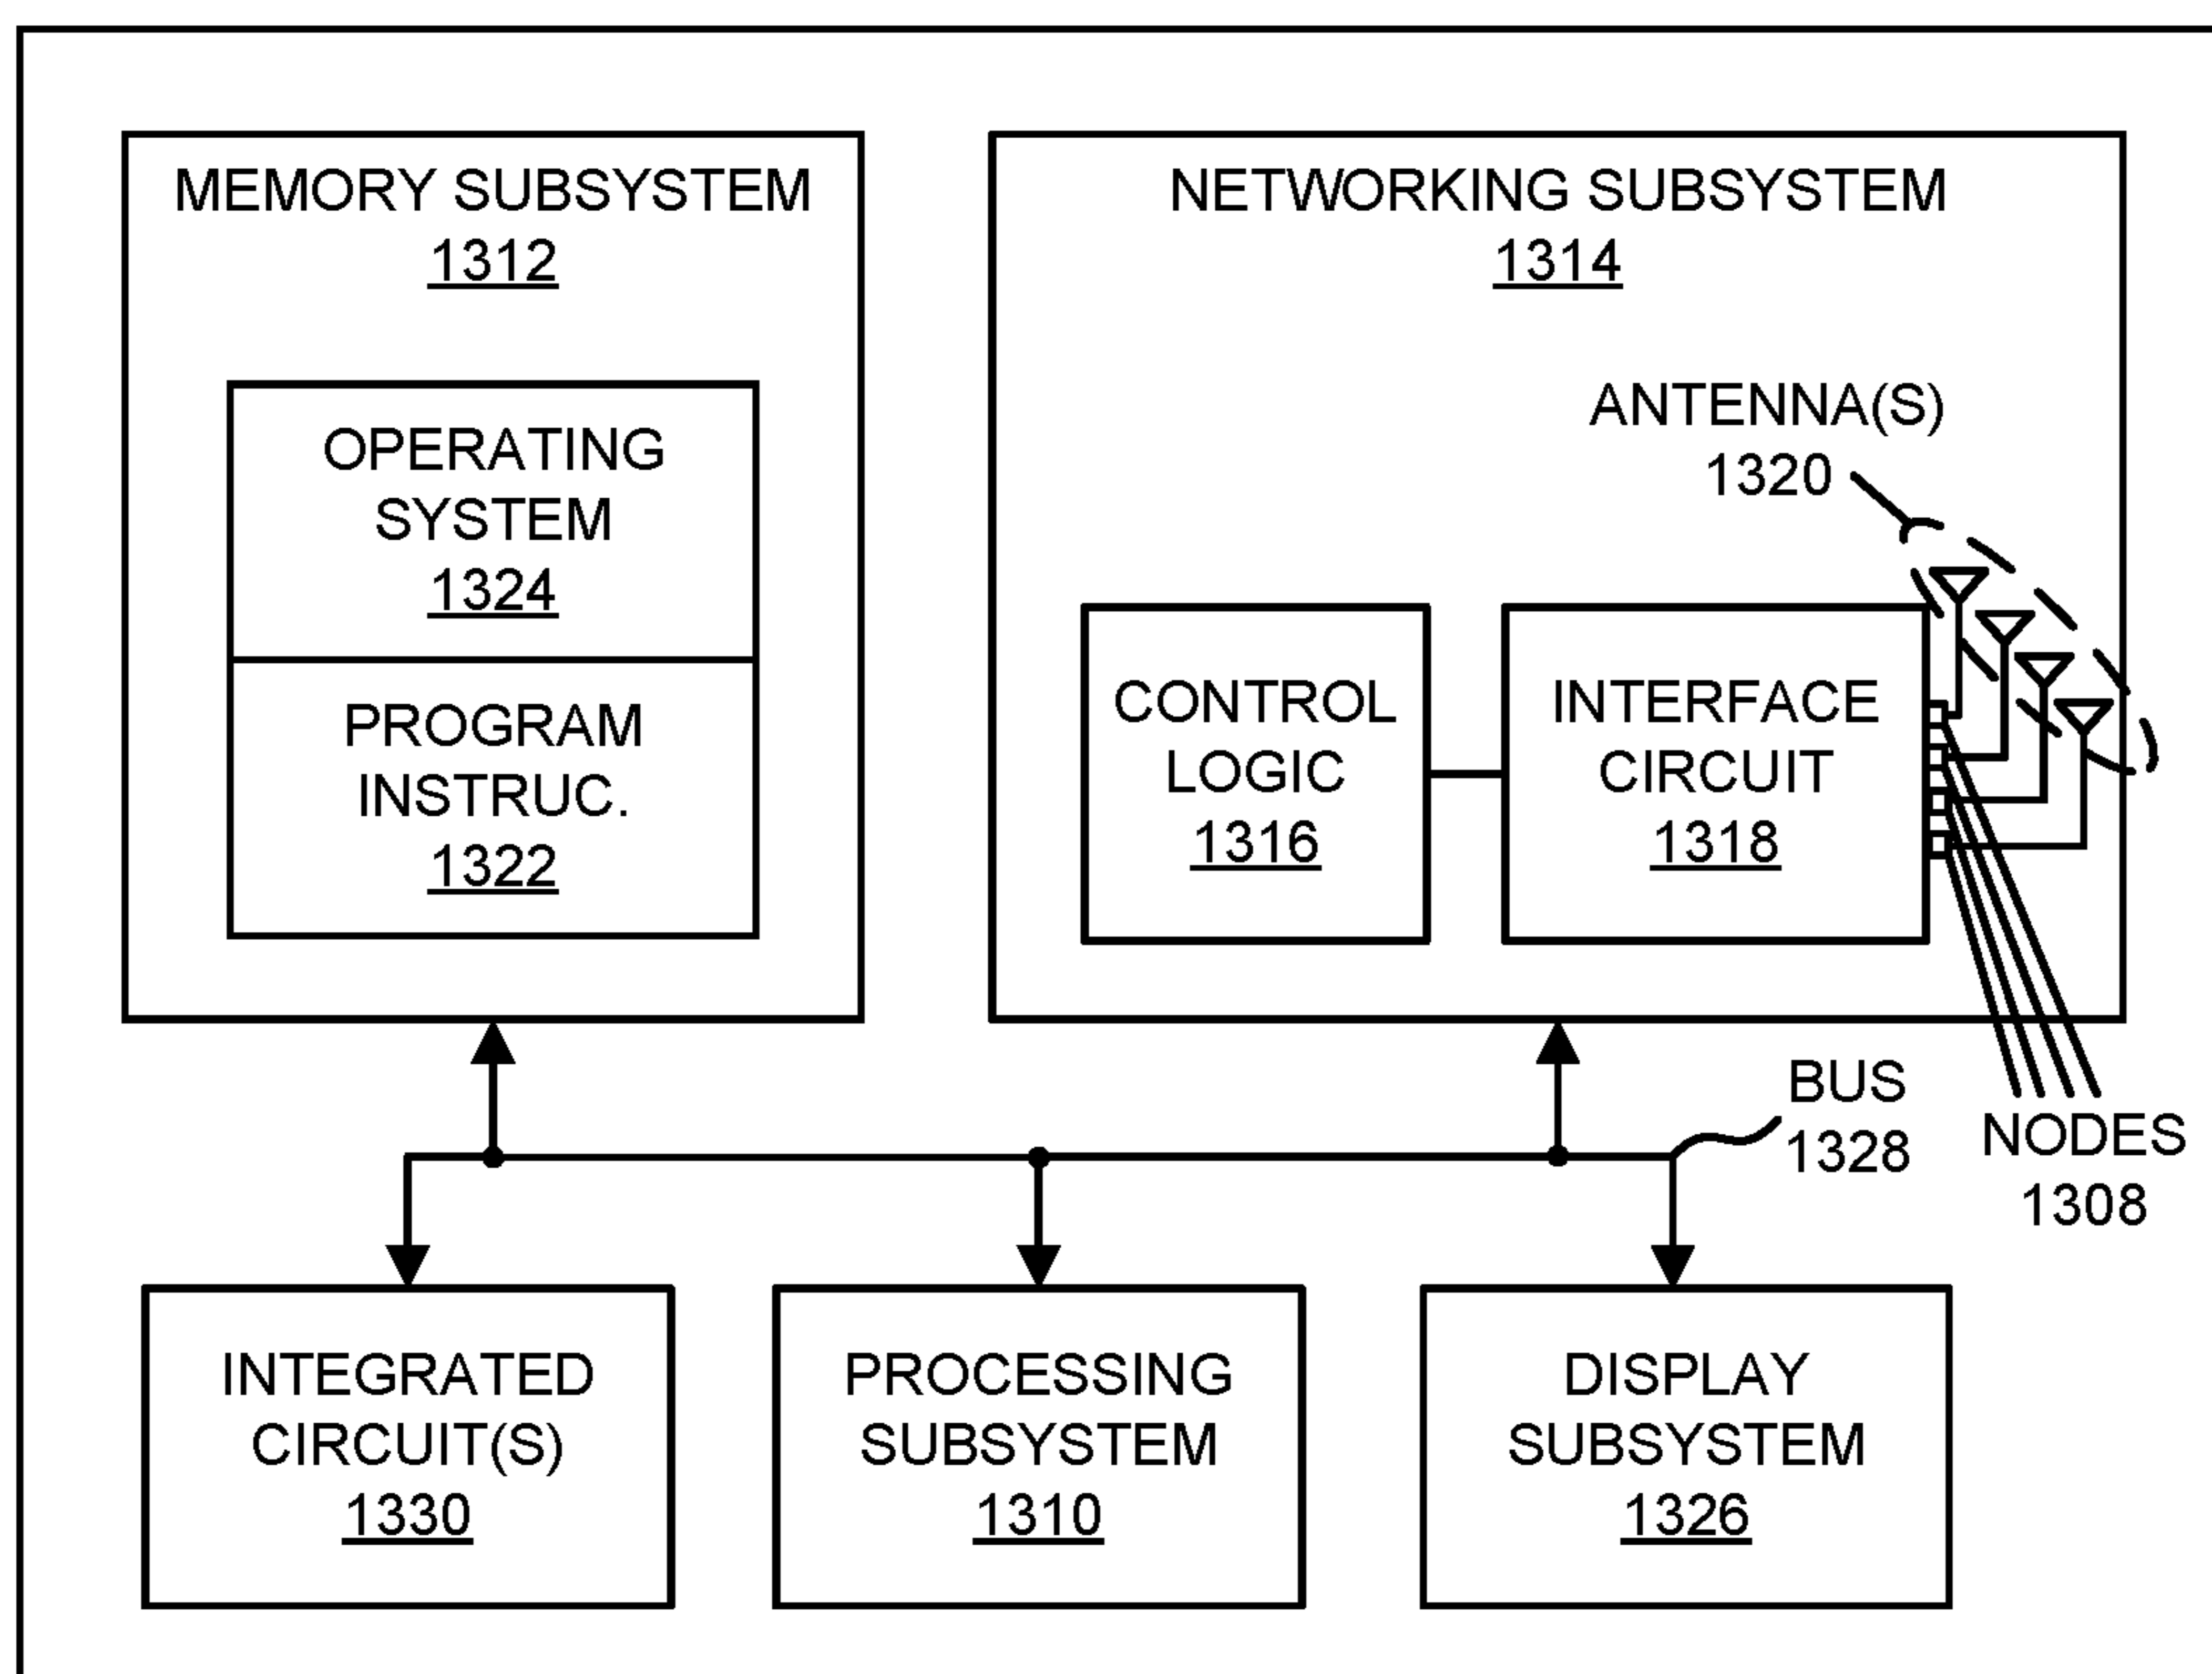 MEMORY SUBSYSTEM
1312
OPERATING
SYSTEM
1324
PROGRAM
INSTRUC.
1322
NETWORKING SUBSYSTEM
1314
ANTENNA(S)
1320
CONTROL
LOGIC
1316
INTERFACE
CIRCUIT
1318
BUS
1328
NODES
1308
INTEGRATED
CIRCUIT(S)
1330
PROCESSING
SUBSYSTEM
1310
DISPLAY
SUBSYSTEM
1326